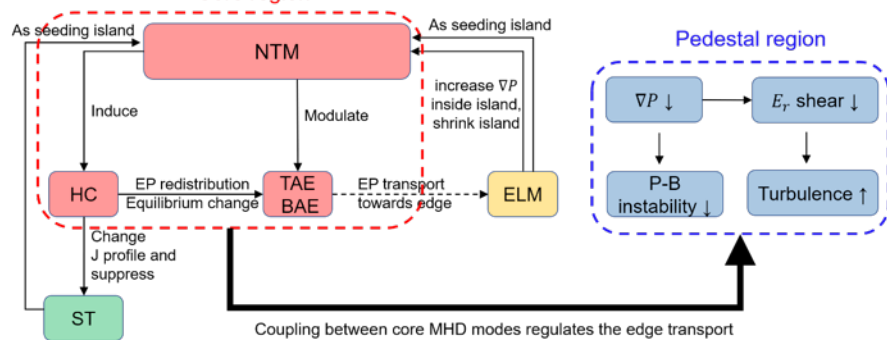 As seeding island
NTM
As seeding island
Pedestal region
increase ∇P
inside island,
shrink island
Induce
Modulate
∇P ↓
E_r shear ↓
HC
EP redistribution
Equilibrium change
TAE
BAE
EP transport
towards edge
ELM
P-B
instability ↓
Turbulence ↑
Change
J profile and
suppress
ST
Coupling between core MHD modes regulates the edge transport